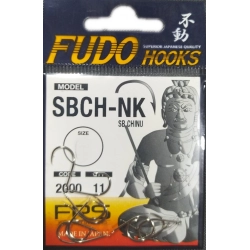 FUDO
不動
SUPERIOR JAPANESE QUALITY
HOOKS
MODEL
SBCH-NK
SB CHINU
SIZE
CODE
QTY.
2000
11
MADE IN JAPAN